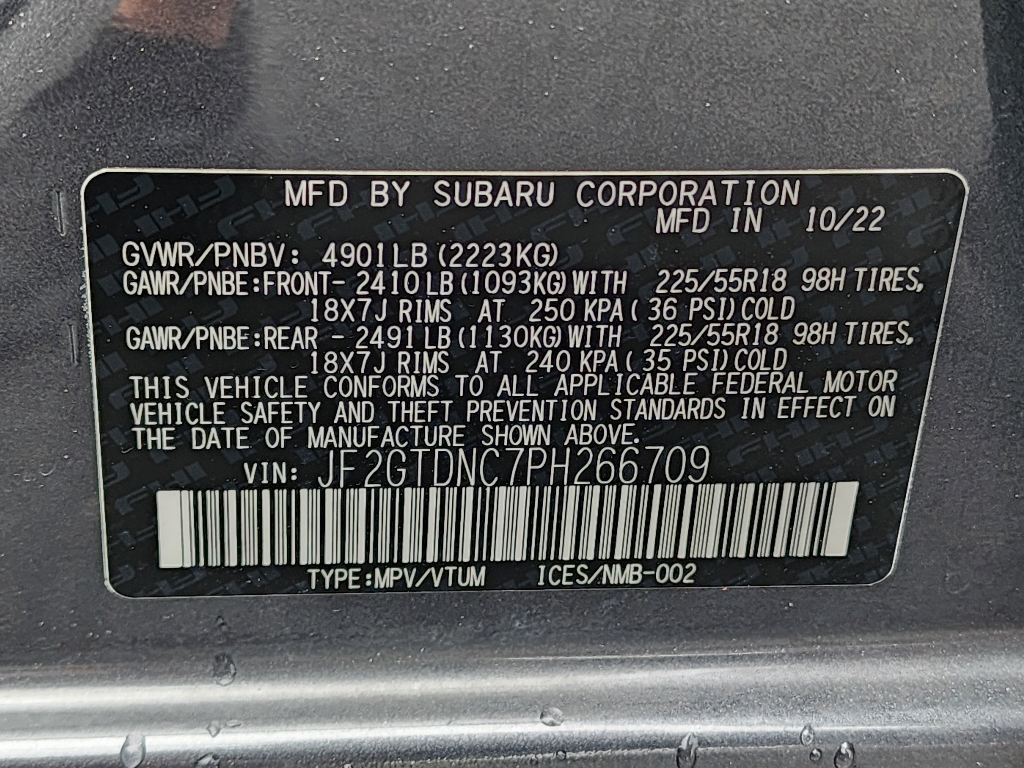 MFD BY SUBARU CORPORATION
MFD IN 10/22
GVWR/PNBV: 4901LB (2223KG)
GAWR/PNBE:FRONT- 2410 LB (1093KG) WITH 225/55R18 98H TIRES,
18X7J RIMS AT 250 KPA ( 36 PSI) COLD
GAWR/PNBE:REAR - 2491 LB (1130KG) WITH 225/55R18 98H TIRES,
18X7J RIMS AT 240 KPA ( 35 PSI) COLD
THIS VEHICLE CONFORMS TO ALL APPLICABLE FEDERAL MOTOR
VEHICLE SAFETY AND THEFT PREVENTION STANDARDS IN EFFECT ON
THE DATE OF MANUFACTURE SHOWN ABOVE.
VIN: JF2GTDNC7PH266709
TYPE:MPV/VTUM ICES/NMB-002